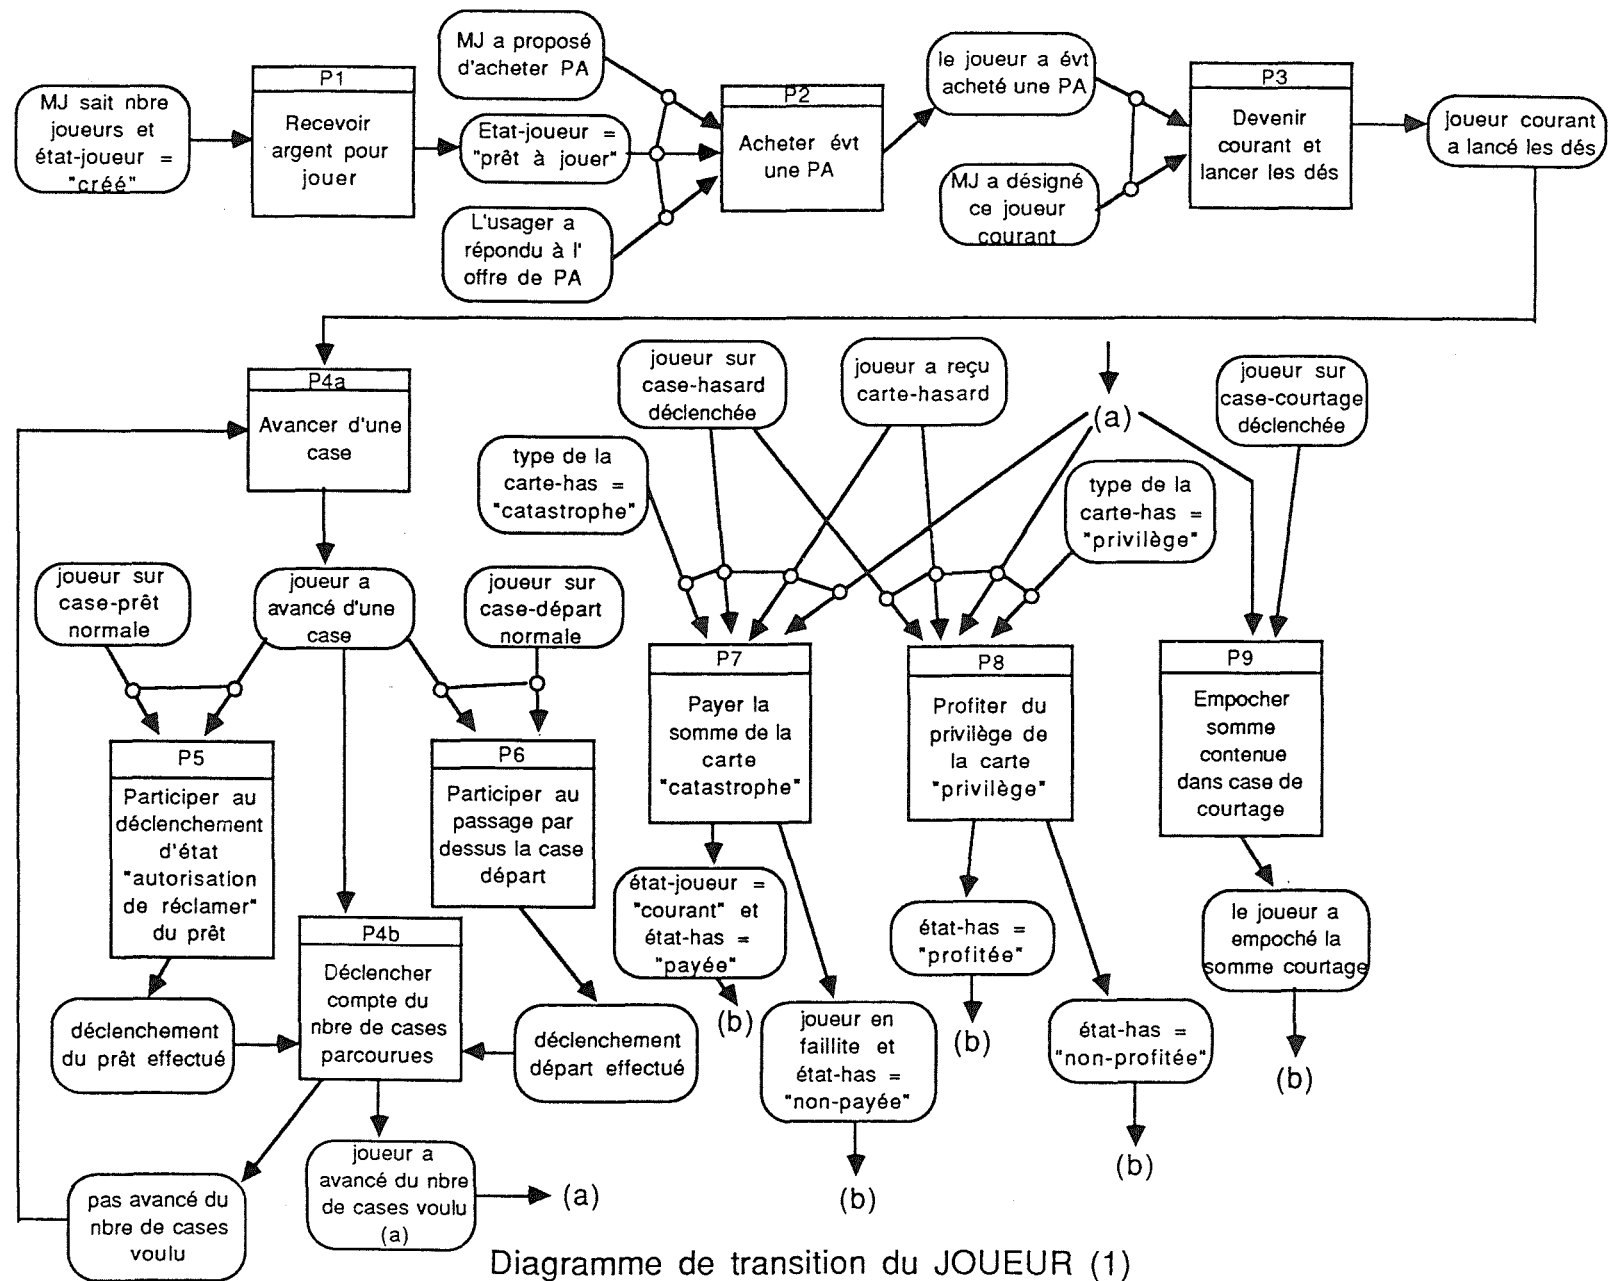 MJ sait nbre
joueurs et
état-joueur =
"créé"
P1
Recevoir
argent pour
jouer
MJ a proposé
d'acheter PA
Etat-joueur =
"prêt à jouer"
L'usager a
répondu à l'
offre de PA
P2
Acheter évt
une PA
le joueur a évt
acheté une PA
MJ a désigné
ce joueur
courant
P3
Devenir
courant et
lancer les dés
joueur courant
a lancé les dés
P4a
Avancer d'une
case
joueur sur
case-hasard
déclenchée
joueur a reçu
carte-hasard
(a)
joueur sur
case-courtage
déclenchée
type de la
carte-has =
"catastrophe"
type de la
carte-has =
"privilège"
joueur sur
case-prêt
normale
joueur a
avancé d'une
case
joueur sur
case-départ
normale
P5
Participer au
déclenchement
d'état
"autorisation
de réclamer"
du prêt
P6
Participer au
passage par
dessus la case
départ
P7
Payer la
somme de la
carte
"catastrophe"
P8
Profiter du
privilège de
la carte
"privilège"
P9
Empocher
somme
contenue
dans case de
courtage
P4b
Déclencher
compte du
nbre de cases
parcourues
état-joueur =
"courant" et
état-has =
"payée"
(b)
joueur en
faillite et
état-has =
"non-payée"
(b)
état-has =
"profitée"
(b)
état-has =
"non-profitée"
(b)
le joueur a
empoché la
somme courtage
(b)
déclenchement
du prêt effectué
déclenchement
départ effectué
pas avancé du
nbre de cases
voulu
joueur a
avancé du nbre
de cases voulu
(a)
(a)
Diagramme de transition du JOUEUR (1)